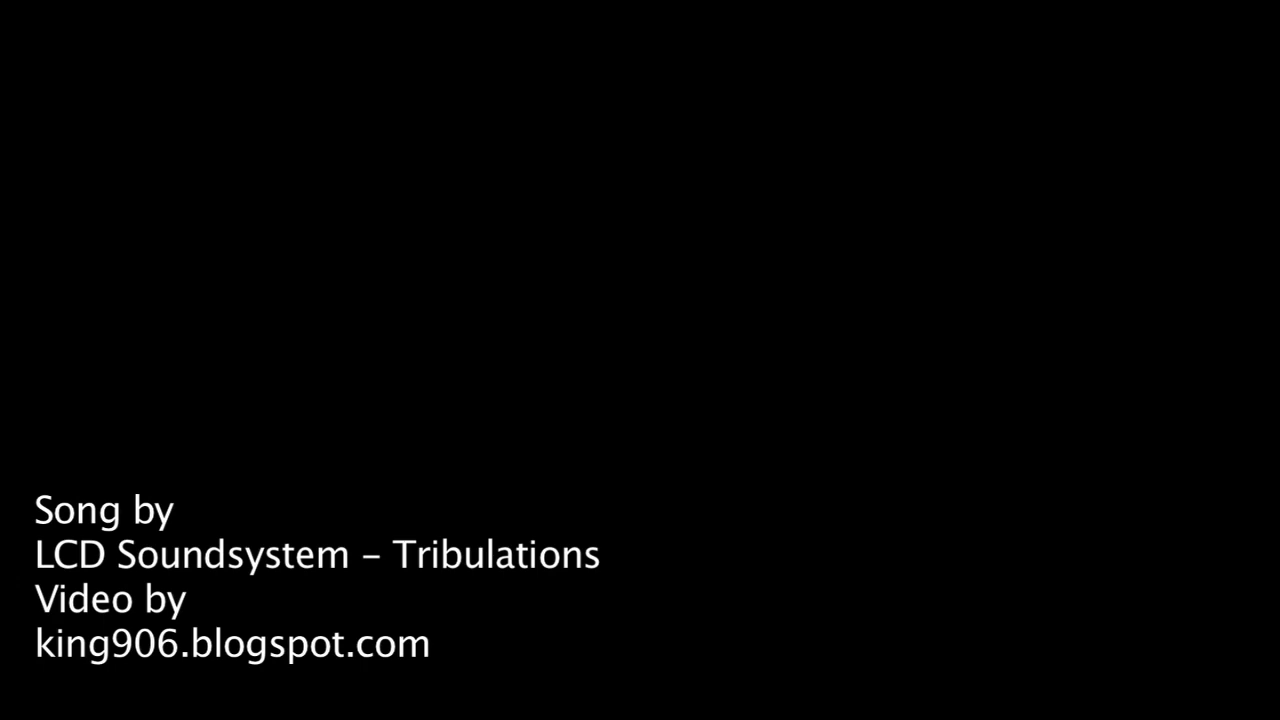 Song by
LCD Soundsystem – Tribulations
Video by
king906.blogspot.com